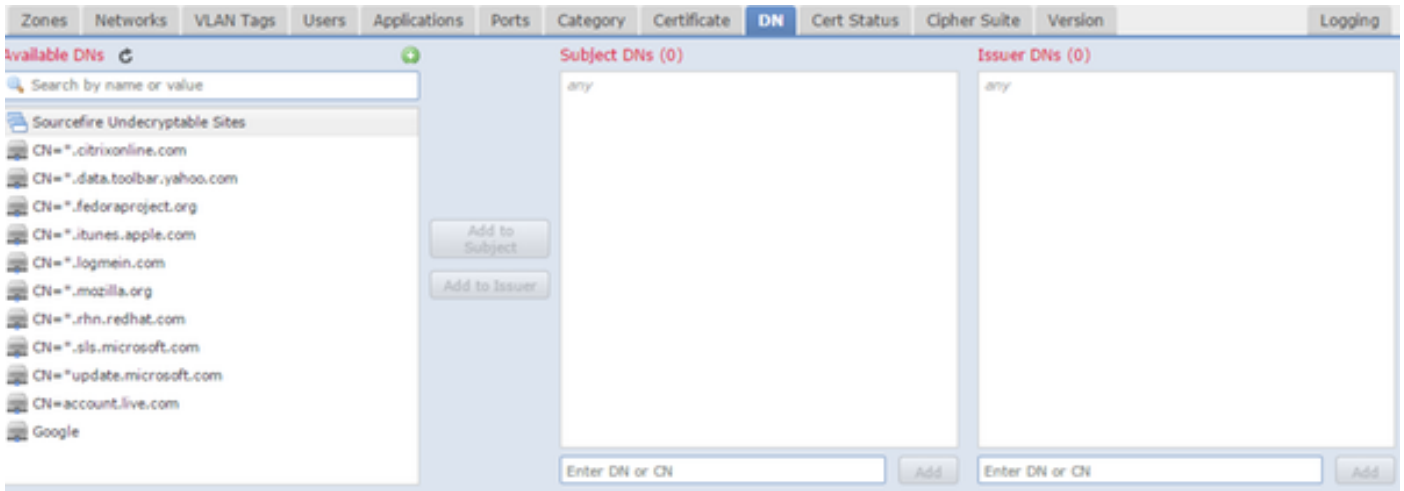 Zones Networks VLAN Tags Users Applications Ports Category Certificate DN Cert Status Cipher Suite Version Logging
Available DNs
Search by name or value
Sourcefire Undecryptable Sites
CN=*.citrixonline.com
CN=*.data.toolbar.yahoo.com
CN=*.fedoraproject.org
CN=*.itunes.apple.com
CN=*.logmein.com
CN=*.mozilla.org
CN=*.rhn.redhat.com
CN=*.sls.microsoft.com
CN=*update.microsoft.com
CN=account.live.com
Google
Add to
Subject
Add to Issuer
Subject DNs (0)
any
Enter DN or CN Add
Issuer DNs (0)
any
Enter DN or CN Add